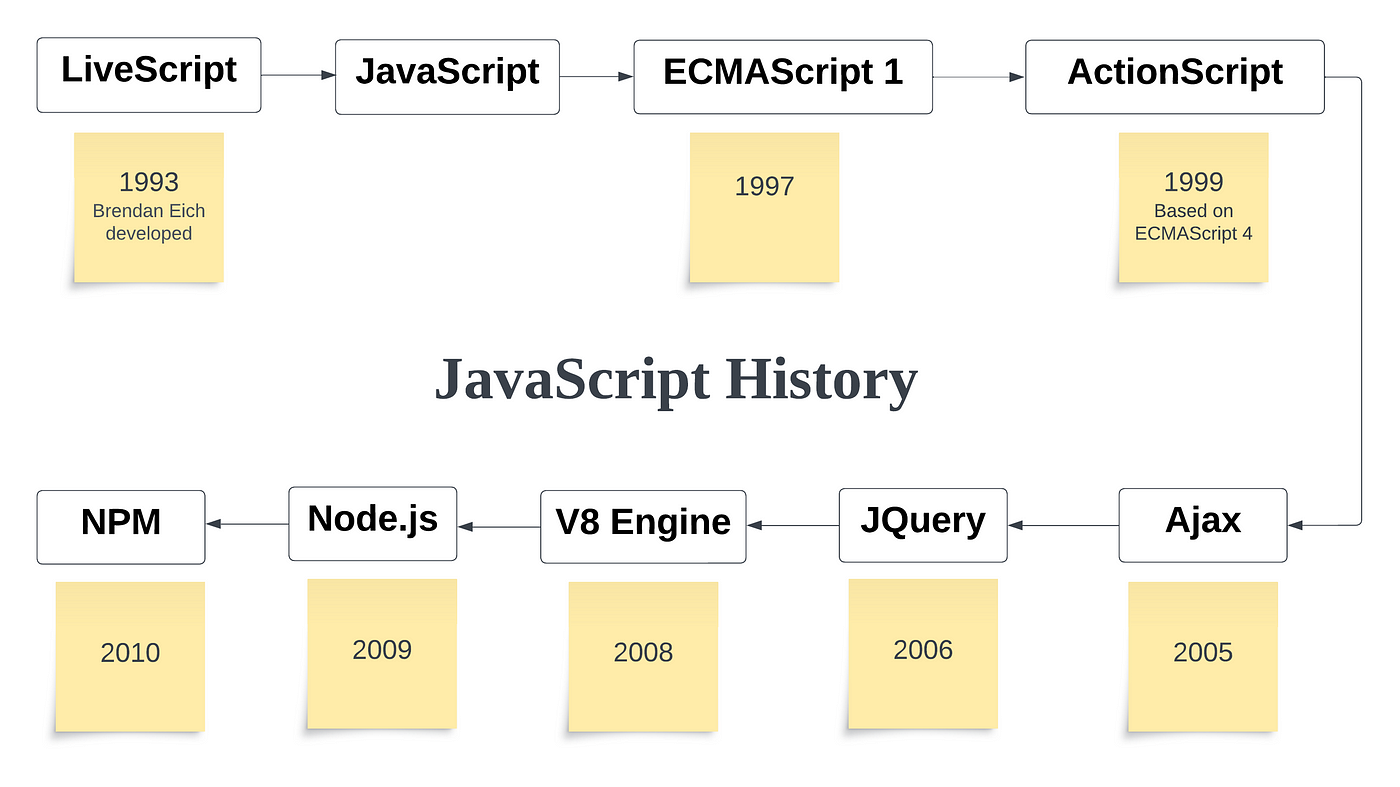 LiveScript
JavaScript
ECMAScript 1
ActionScript
1993
Brendan Eich
developed
1997
1999
Based on
ECMAScript 4
JavaScript History
NPM
Node.js
V8 Engine
JQuery
Ajax
2010
2009
2008
2006
2005